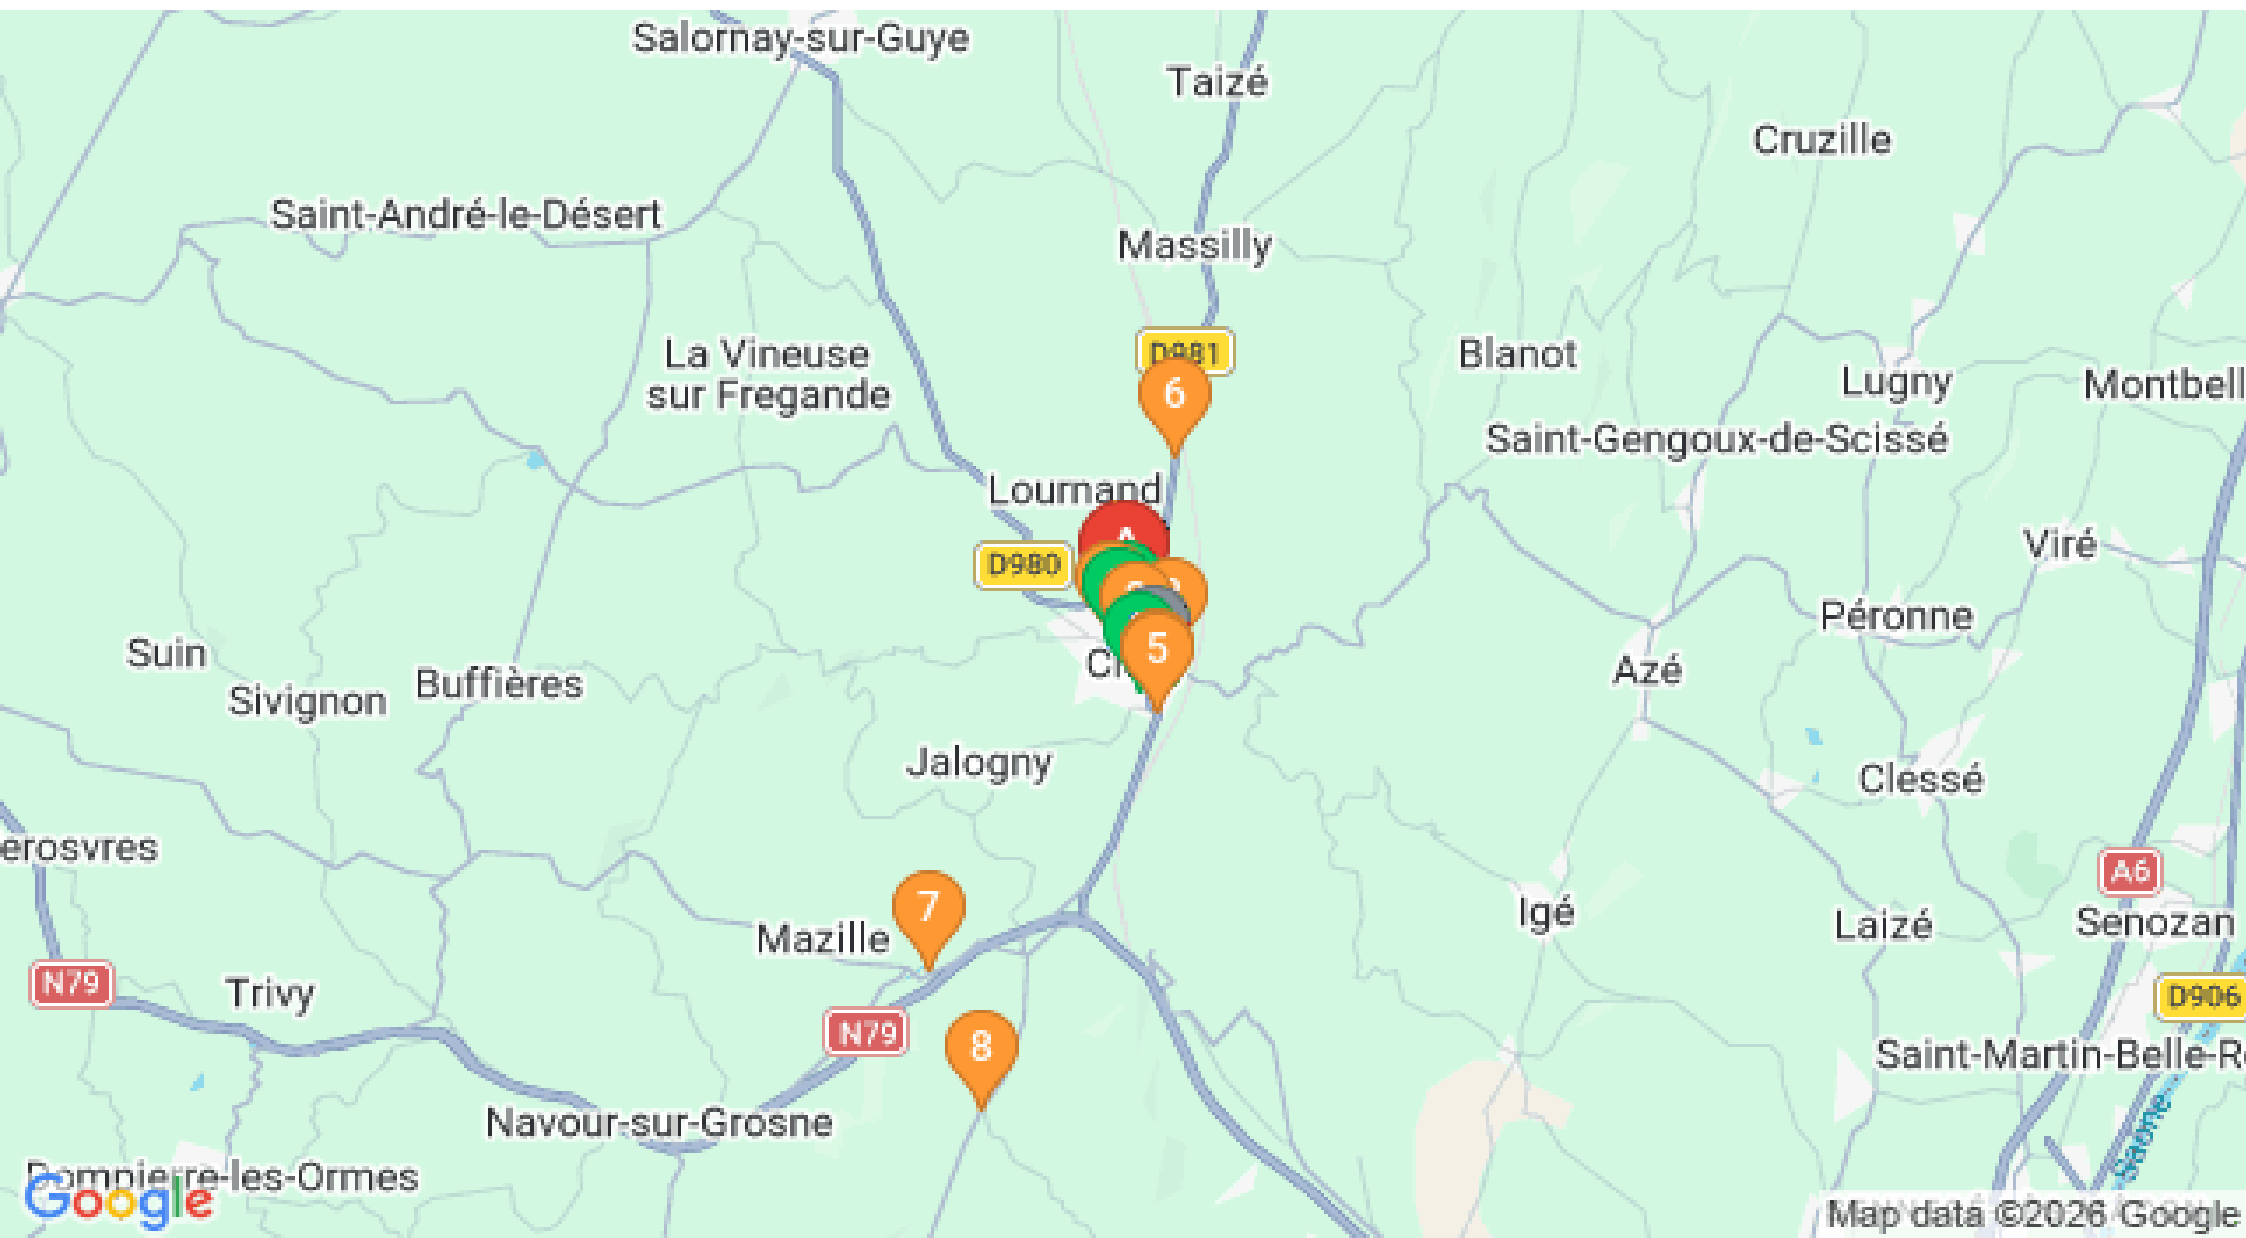 Salornay-sur-Guye
Taizé
Cruzille
Saint-André-le-Désert
Massilly
D981
La Vineuse
sur Fregande
6
Blanot
Lugny
Montbell
Saint-Gengoux-de-Scissé
Lournand
A
D980
Viré
Péronne
Suin
5
Azé
Sivignon
Buffières
Jalogny
Clessé
erosvres
A6
7
Igé
Laizé
Senozan
Mazille
N79
Trivy
D906
N79
8
Saint-Martin-Belle-R
Navour-sur-Grosne
Saône
Dompierre-les-Ormes
Google
Map data ©2026 Google